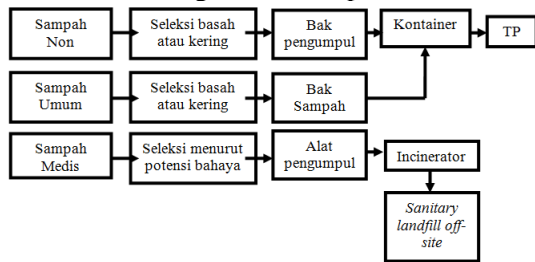 Sampah
Non
Seleksi basah
atau kering
Bak
pengumpul
Kontainer
TP
Sampah
Umum
Seleksi basah
atau kering
Bak
Sampah
Sampah
Medis
Seleksi menurut
potensi bahaya
Alat
pengumpul
Incinerator
Sanitary
landfill off-
site